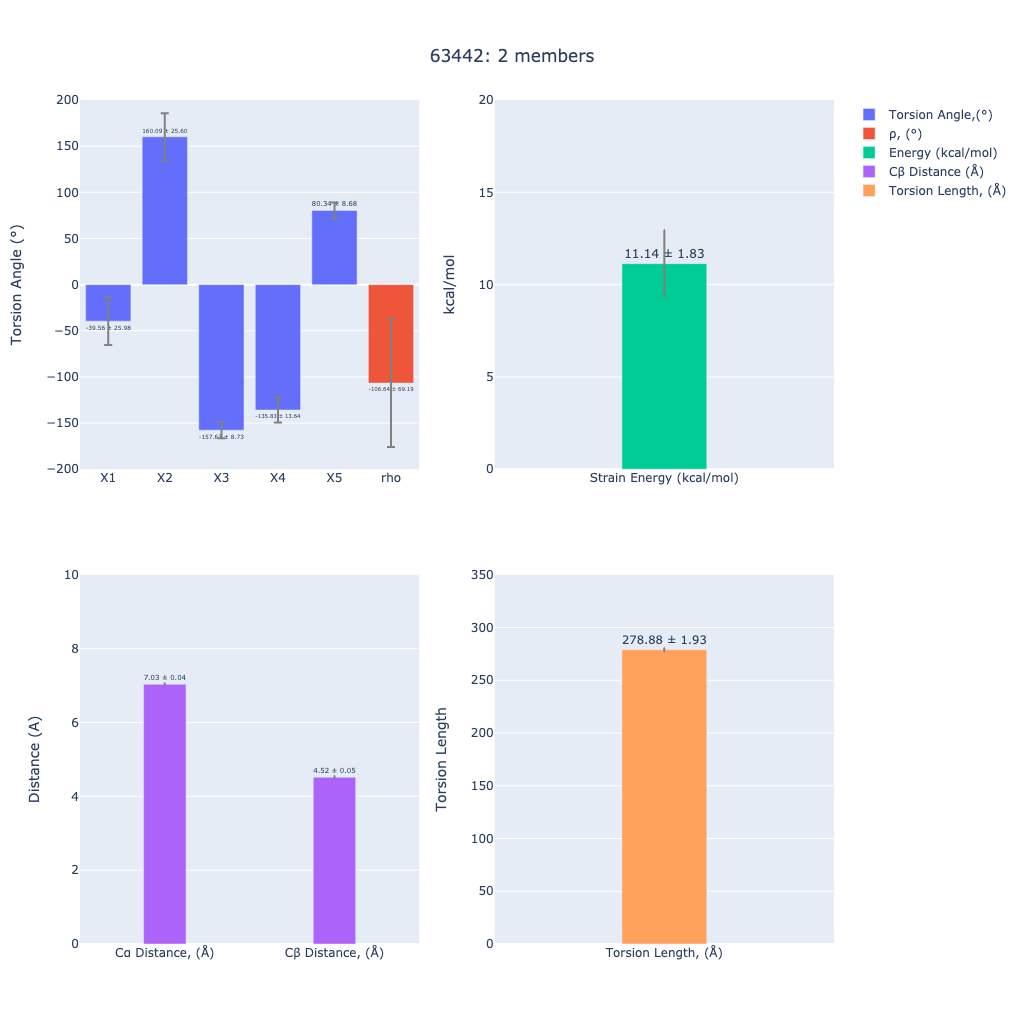 63442: 2 members
Torsion Angle (°)
200
150
100
50
0
−50
−100
−150
−200
160.09 ± 25.60
80.34 ± 8.68
-39.56 ± 25.98
-106.64 ± 69.19
-135.83 ± 13.64
± 8.73
X1
X2
X3
X4
X5
rho
kcal/mol
20
15
10
5
0
11.14 ± 1.83
Strain Energy (kcal/mol)
Torsion Angle,(°)
ρ, (°)
Energy (kcal/mol)
Cβ Distance (Å)
Torsion Length, (Å)
Distance (A)
10
8
6
4
2
0
7.03 ± 0.04
4.52 ± 0.05
Cα Distance, (Å)
Cβ Distance, (Å)
Torsion Length
350
300
250
200
150
100
50
0
278.88 ± 1.93
Torsion Length, (Å)